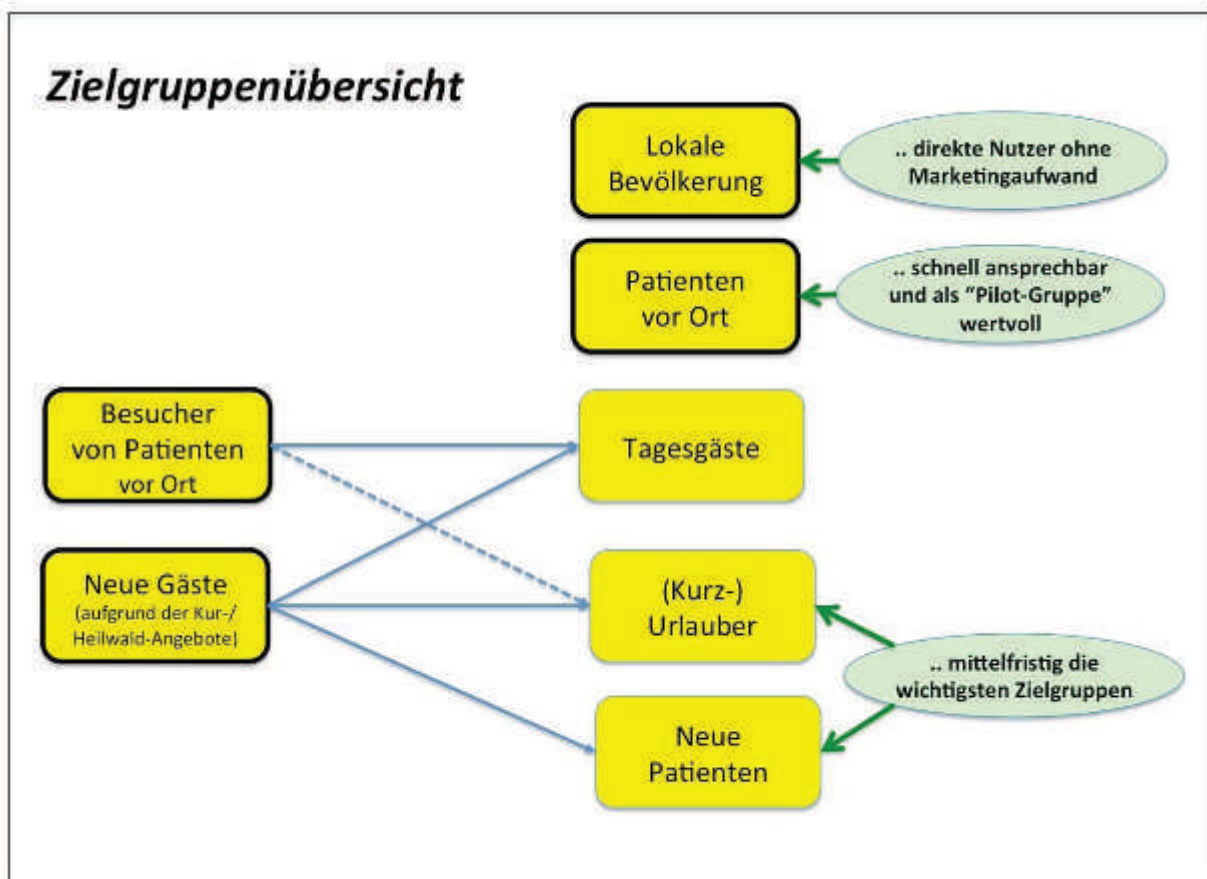 Zielgruppenübersicht
Lokale
Bevölkerung
.. direkte Nutzer ohne
Marketingaufwand
Patienten
vor Ort
.. schnell ansprechbar
und als “Pilot-Gruppe”
wertvoll
Besucher
von Patienten
vor Ort
Tagesgäste
Neue Gäste
(aufgrund der Kur-/
Heilwald-Angebote)
(Kurz-)
Urlauber
.. mittelfristig die
wichtigsten Zielgruppen
Neue
Patienten